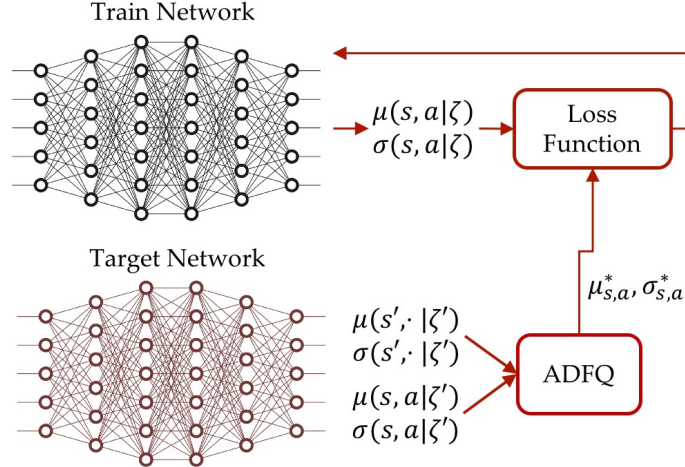 Train Network
μ(s, a|ζ)
σ(s, a|ζ)
Loss
Function
Target Network
μ*s,a, σ*s,a
μ(s′,· |ζ′)
σ(s′,· |ζ′)
ADFQ
μ(s, a|ζ′)
σ(s, a|ζ′)